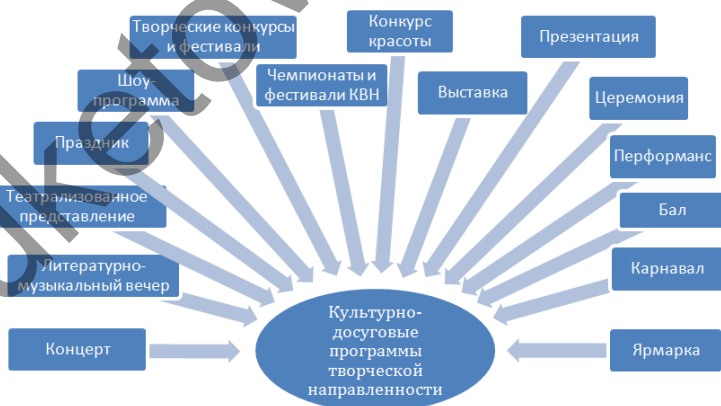 Творческие конкурсы
и фестивали
Конкурс
красоты
Презентация
Шоу-
программа
Чемпионаты и
фестивали КВН
Выставка
Церемония
Праздник
Перформанс
Театрализованное
представление
Бал
Литературно-
музыкальный вечер
Карнавал
Концерт
Культурно-
досуговые
программы
творческой
направленности
Ярмарка